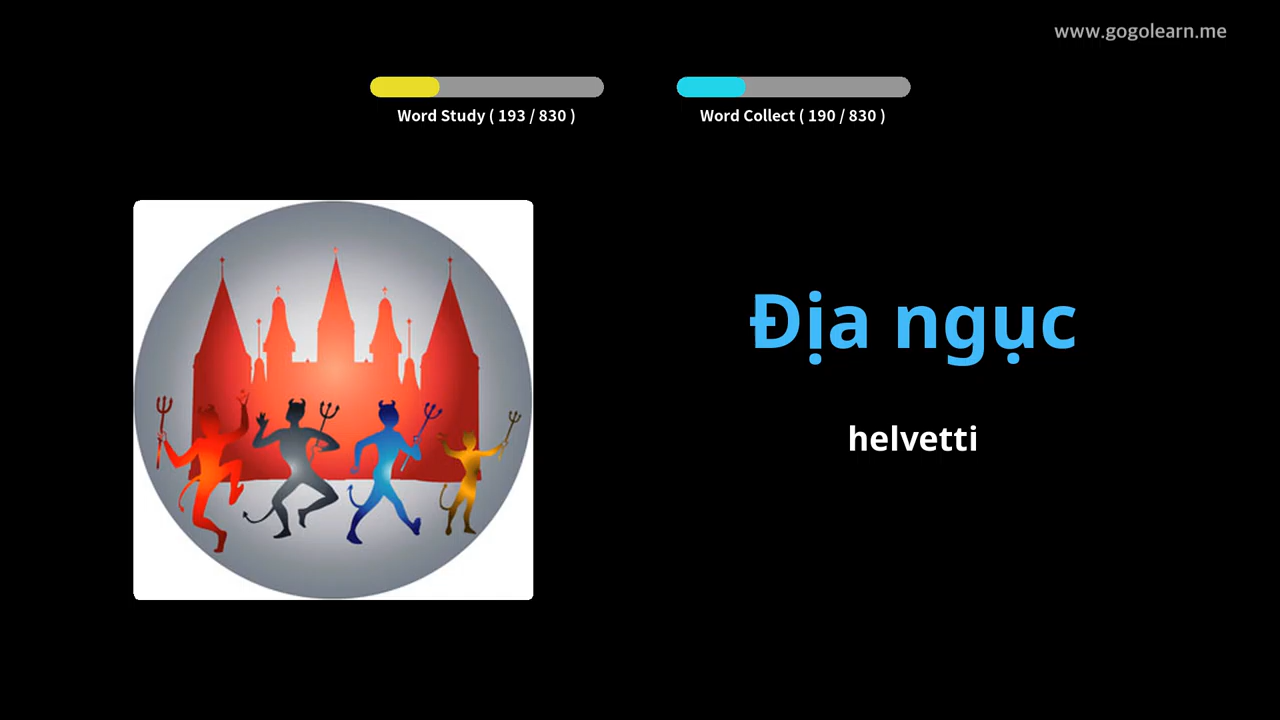 www.gogolearn.me
Word Study ( 193 / 830 )
Word Collect ( 190 / 830 )
Địa ngục
helvetti